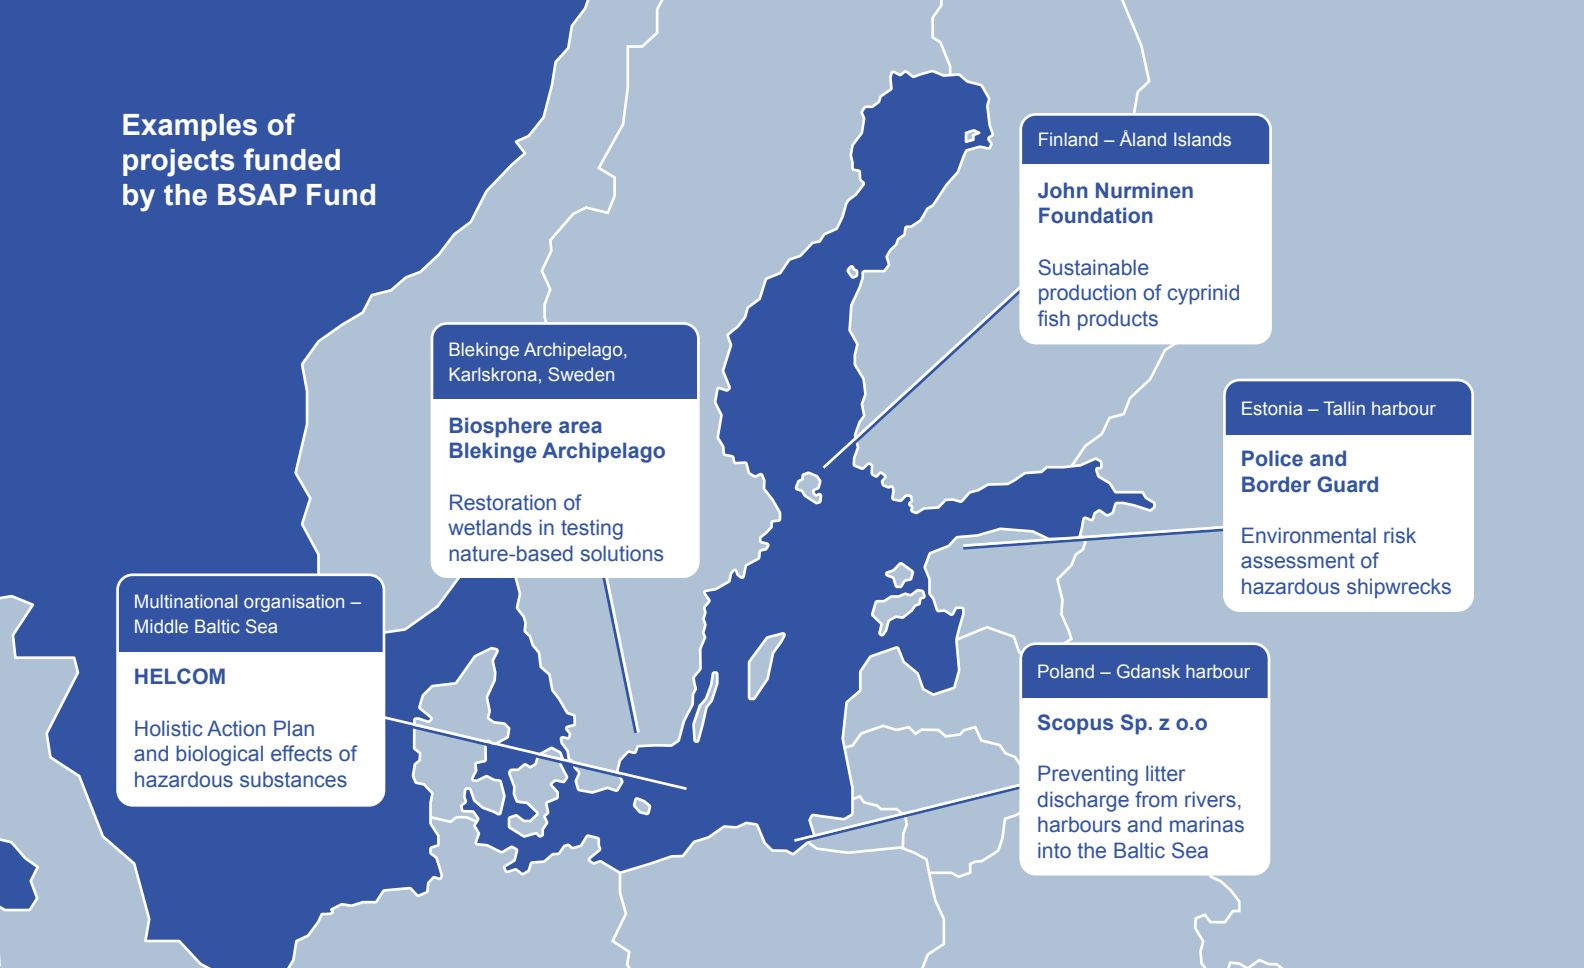 Examples of
projects funded
by the BSAP Fund
Finland – Åland Islands
John Nurminen
Foundation
Sustainable
production of cyprinid
fish products
Blekinge Archipelago,
Karlskrona, Sweden
Biosphere area
Blekinge Archipelago
Restoration of
wetlands in testing
nature-based solutions
Estonia – Tallin harbour
Police and
Border Guard
Environmental risk
assessment of
hazardous shipwrecks
Multinational organisation –
Middle Baltic Sea
HELCOM
Holistic Action Plan
and biological effects of
hazardous substances
Poland – Gdansk harbour
Scopus Sp. z o.o
Preventing litter
discharge from rivers,
harbours and marinas
into the Baltic Sea